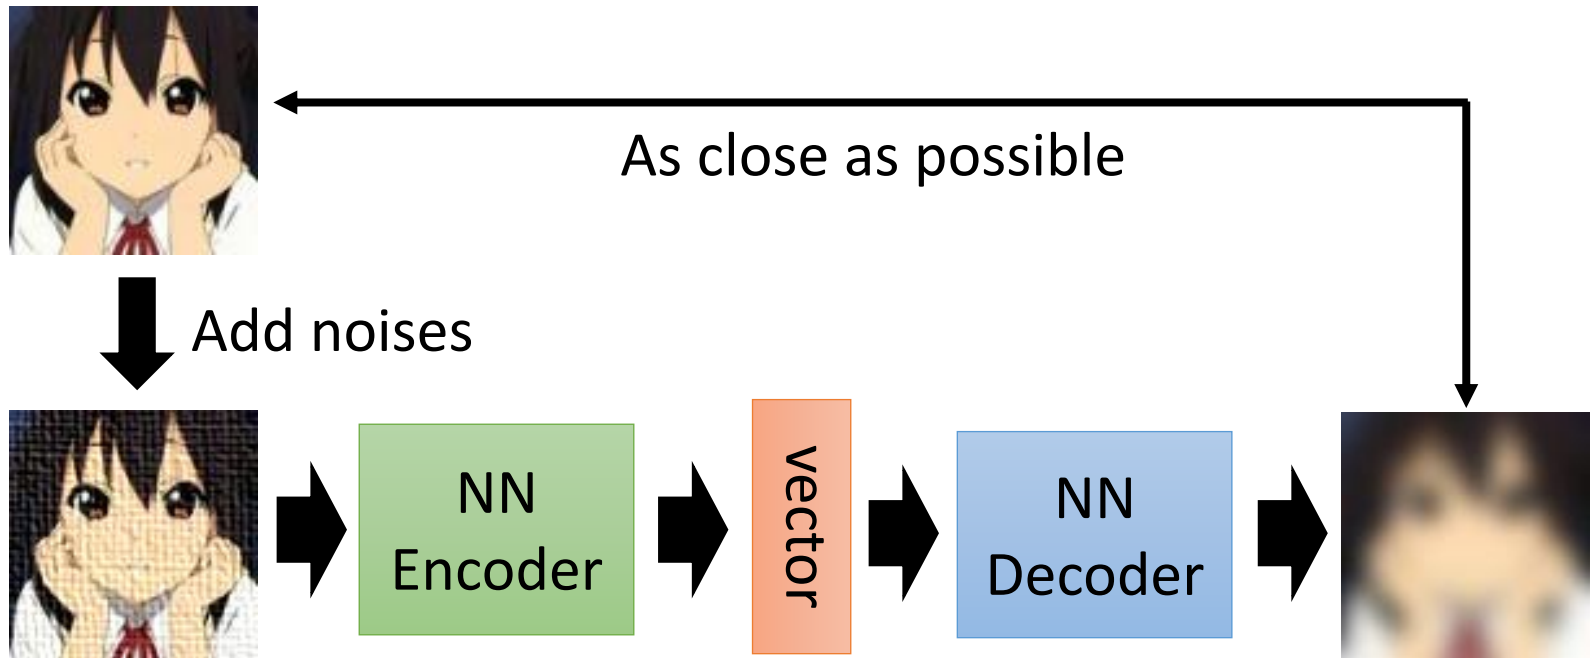 As close as possible
Add noises
NN
Encoder
vector
NN
Decoder